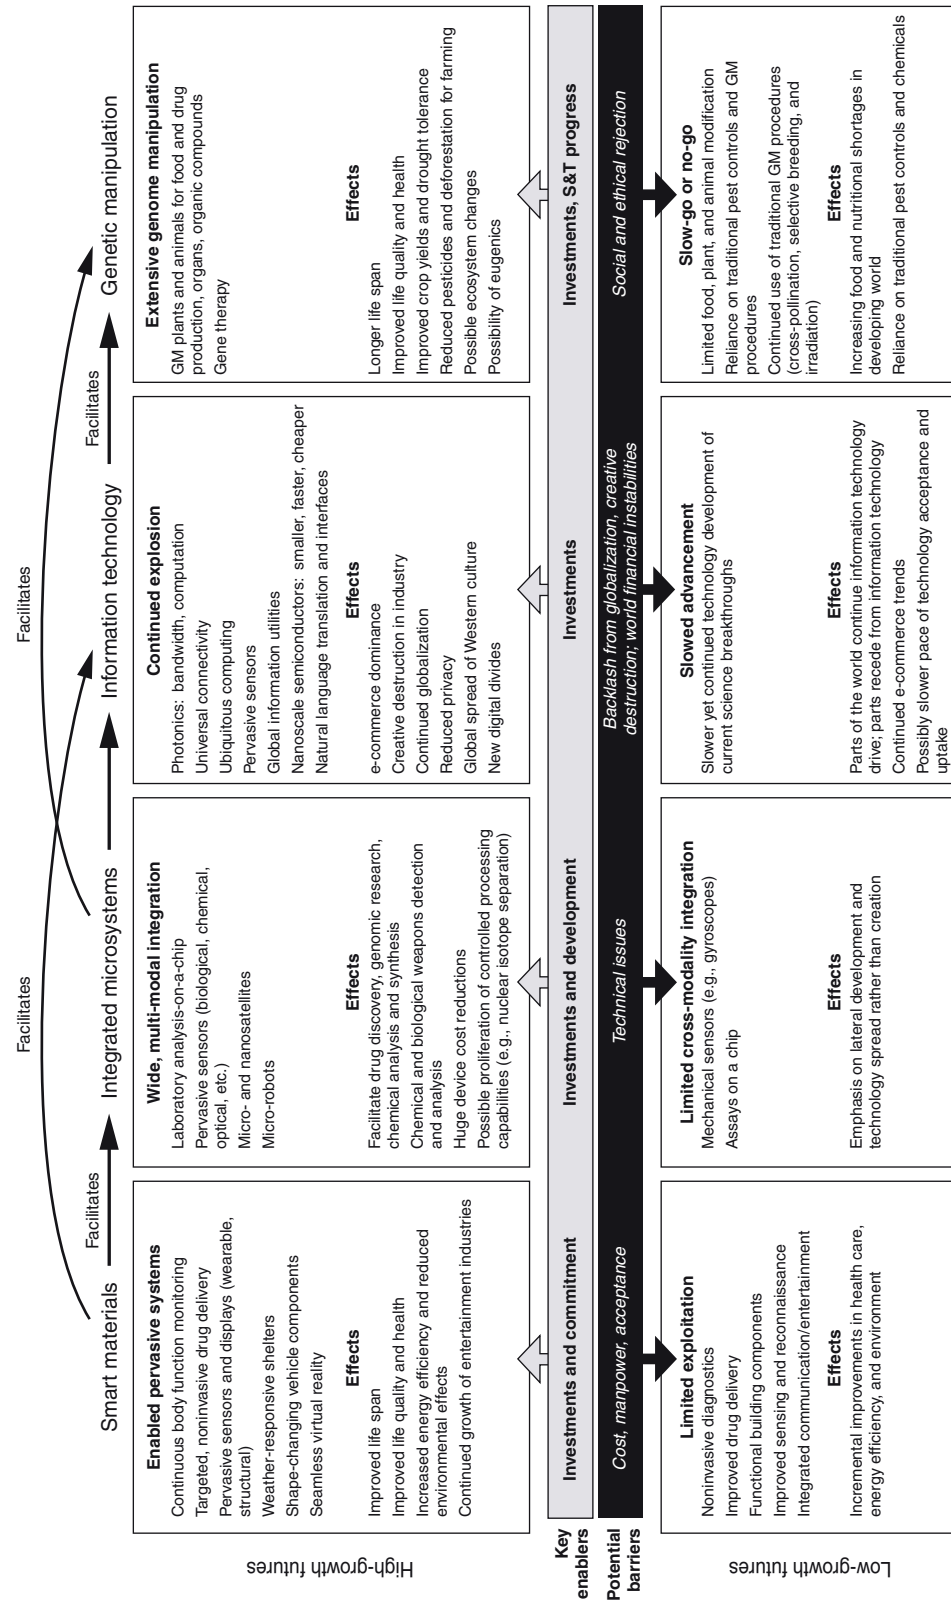 Facilitates
Facilitates
Smart materials
Facilitates
Integrated microsystems
Information technology
Facilitates
Genetic manipulation
High-growth futures
Enabled pervasive systems
Continuous body function monitoring
Targeted, noninvasive drug delivery
Pervasive sensors and displays (wearable,
structural)
Weather-responsive shelters
Shape-changing vehicle components
Seamless virtual reality
Effects
Improved life span
Improved life quality and health
Increased energy efficiency and reduced
environmental effects
Continued growth of entertainment industries
Wide, multi-modal integration
Laboratory analysis-on-a-chip
Pervasive sensors (biological, chemical,
optical, etc.)
Micro- and nanosatellites
Micro-robots
Effects
Facilitate drug discovery, genomic research,
chemical analysis and synthesis
Chemical and biological weapons detection
and analysis
Huge device cost reductions
Possible proliferation of controlled processing
capabilities (e.g., nuclear isotope separation)
Continued explosion
Photonics: bandwidth, computation
Universal connectivity
Ubiquitous computing
Pervasive sensors
Global information utilities
Nanoscale semiconductors: smaller, faster, cheaper
Natural language translation and interfaces
Effects
e-commerce dominance
Creative destruction in industry
Continued globalization
Reduced privacy
Global spread of Western culture
New digital divides
Extensive genome manipulation
GM plants and animals for food and drug
production, organs, organic compounds
Gene therapy
Effects
Longer life span
Improved life quality and health
Improved crop yields and drought tolerance
Reduced pesticides and deforestation for farming
Possible ecosystem changes
Possibility of eugenics
Key
enablers
Investments and commitment
Investments and development
Investments
Investments, S&T progress
Potential
barriers
Cost, manpower, acceptance
Technical issues
Backlash from globalization, creative
destruction; world financial instabilities
Social and ethical rejection
Low-growth futures
Limited exploitation
Noninvasive diagnostics
Improved drug delivery
Functional building components
Improved sensing and reconnaissance
Integrated communication/entertainment
Effects
Incremental improvements in health care,
energy efficiency, and environment
Limited cross-modality integration
Mechanical sensors (e.g., gyroscopes)
Assays on a chip
Effects
Emphasis on lateral development and
technology spread rather than creation
Slowed advancement
Slower yet continued technology development of
current science breakthroughs
Effects
Parts of the world continue information technology
drive; parts recede from information technology
Continued e-commerce trends
Possibly slower pace of technology acceptance and
uptake
Slow-go or no-go
Limited food, plant, and animal modification
Reliance on traditional pest controls and GM
procedures
Continued use of traditional GM procedures
(cross-pollination, selective breeding, and
irradiation)
Effects
Increasing food and nutritional shortages in
developing world
Reliance on traditional pest controls and chemicals